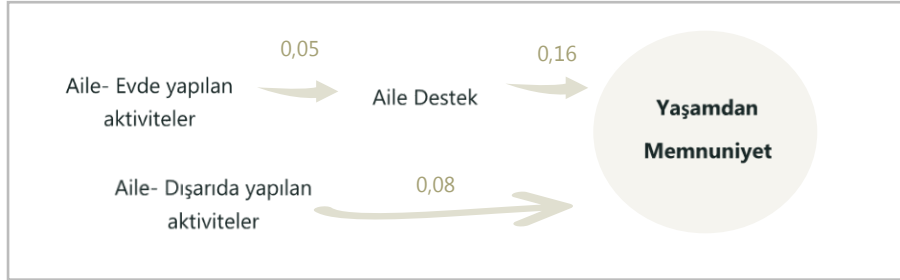 0,05
0,16
Aile- Evde yapılan
aktiviteler
Aile Destek
Yaşamdan
Memnuniyet
Aile- Dışarıda yapılan
aktiviteler
0,08